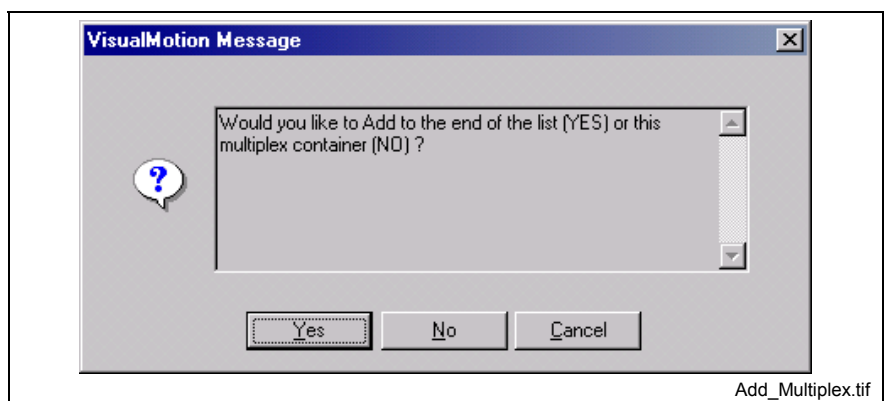 VisualMotion Message
Would you like to Add to the end of the list (YES) or this
multiplex container (NO) ?
?
Yes No Cancel
Add_Multiplex.tif